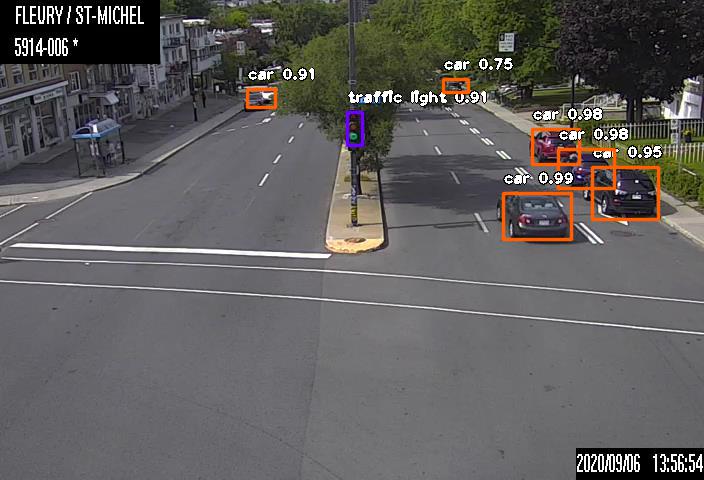 FLEURY / ST-MICHEL
5914-006 *
car 0.91
car 0.75
traffic light 0.91
car 0.98
car 0.98
car 0.95
car 0.99
2020/09/06 13:56:54